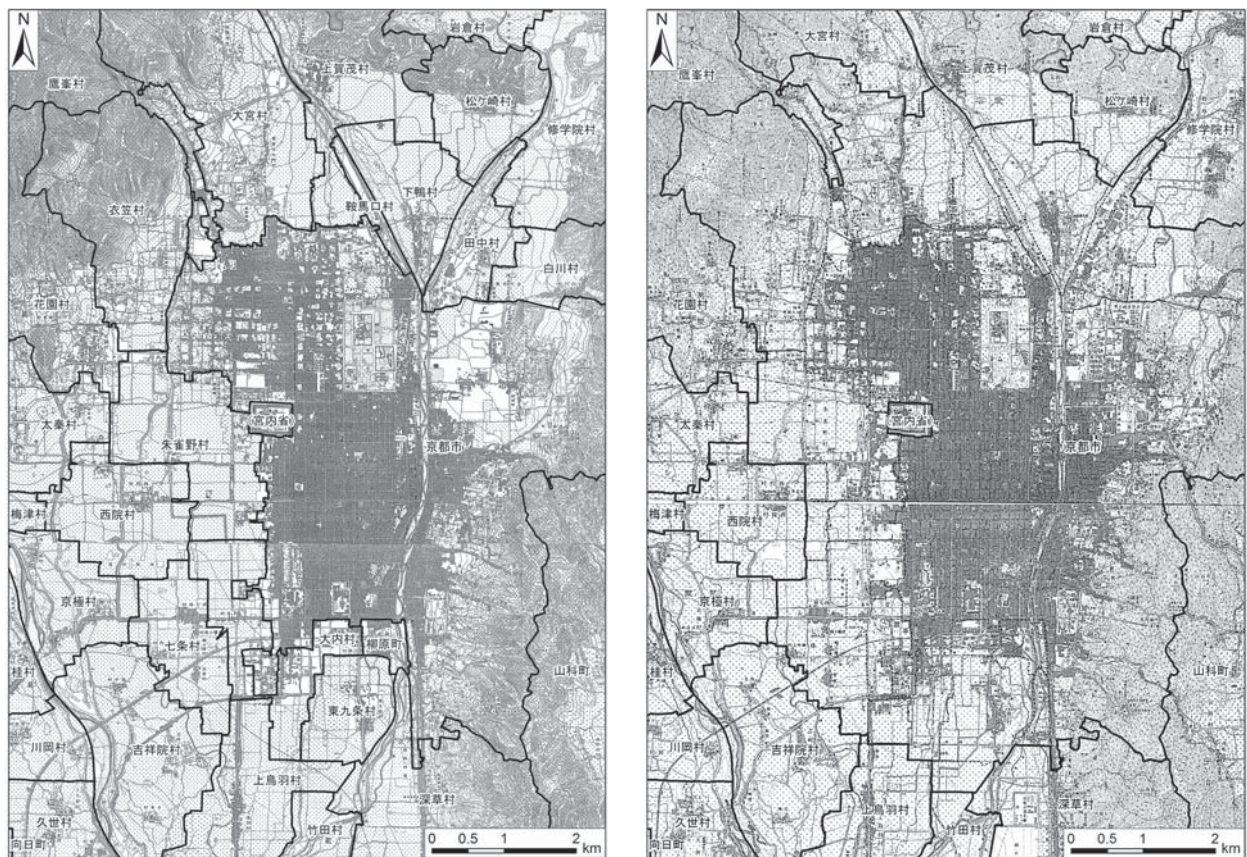 N
岩倉村
上賀茂村
鷹峯村
松ケ崎村
大宮村
修学院村
下鴨村
衣笠村
鞍馬口村
田中村
白川村
花園村
宮内省
太秦村
朱雀野村
京都市
梅津村
西院村
京極村
七条村
大内村
柳原町
桂村
山科町
東九条村
川岡村
吉祥院村
上鳥羽村
深草村
久世村
竹田村
向日町
0 0.5 1 2
km
N
大宮村
岩倉村
上賀茂村
鷹峯村
松ケ崎村
修学院村
花園村
宮内省
太秦村
京都市
梅津村
西院村
京極村
桂村
山科町
川岡村
吉祥院村
上鳥羽村
深草村
久世村
竹田村
向日町
0 0.5 1 2
km